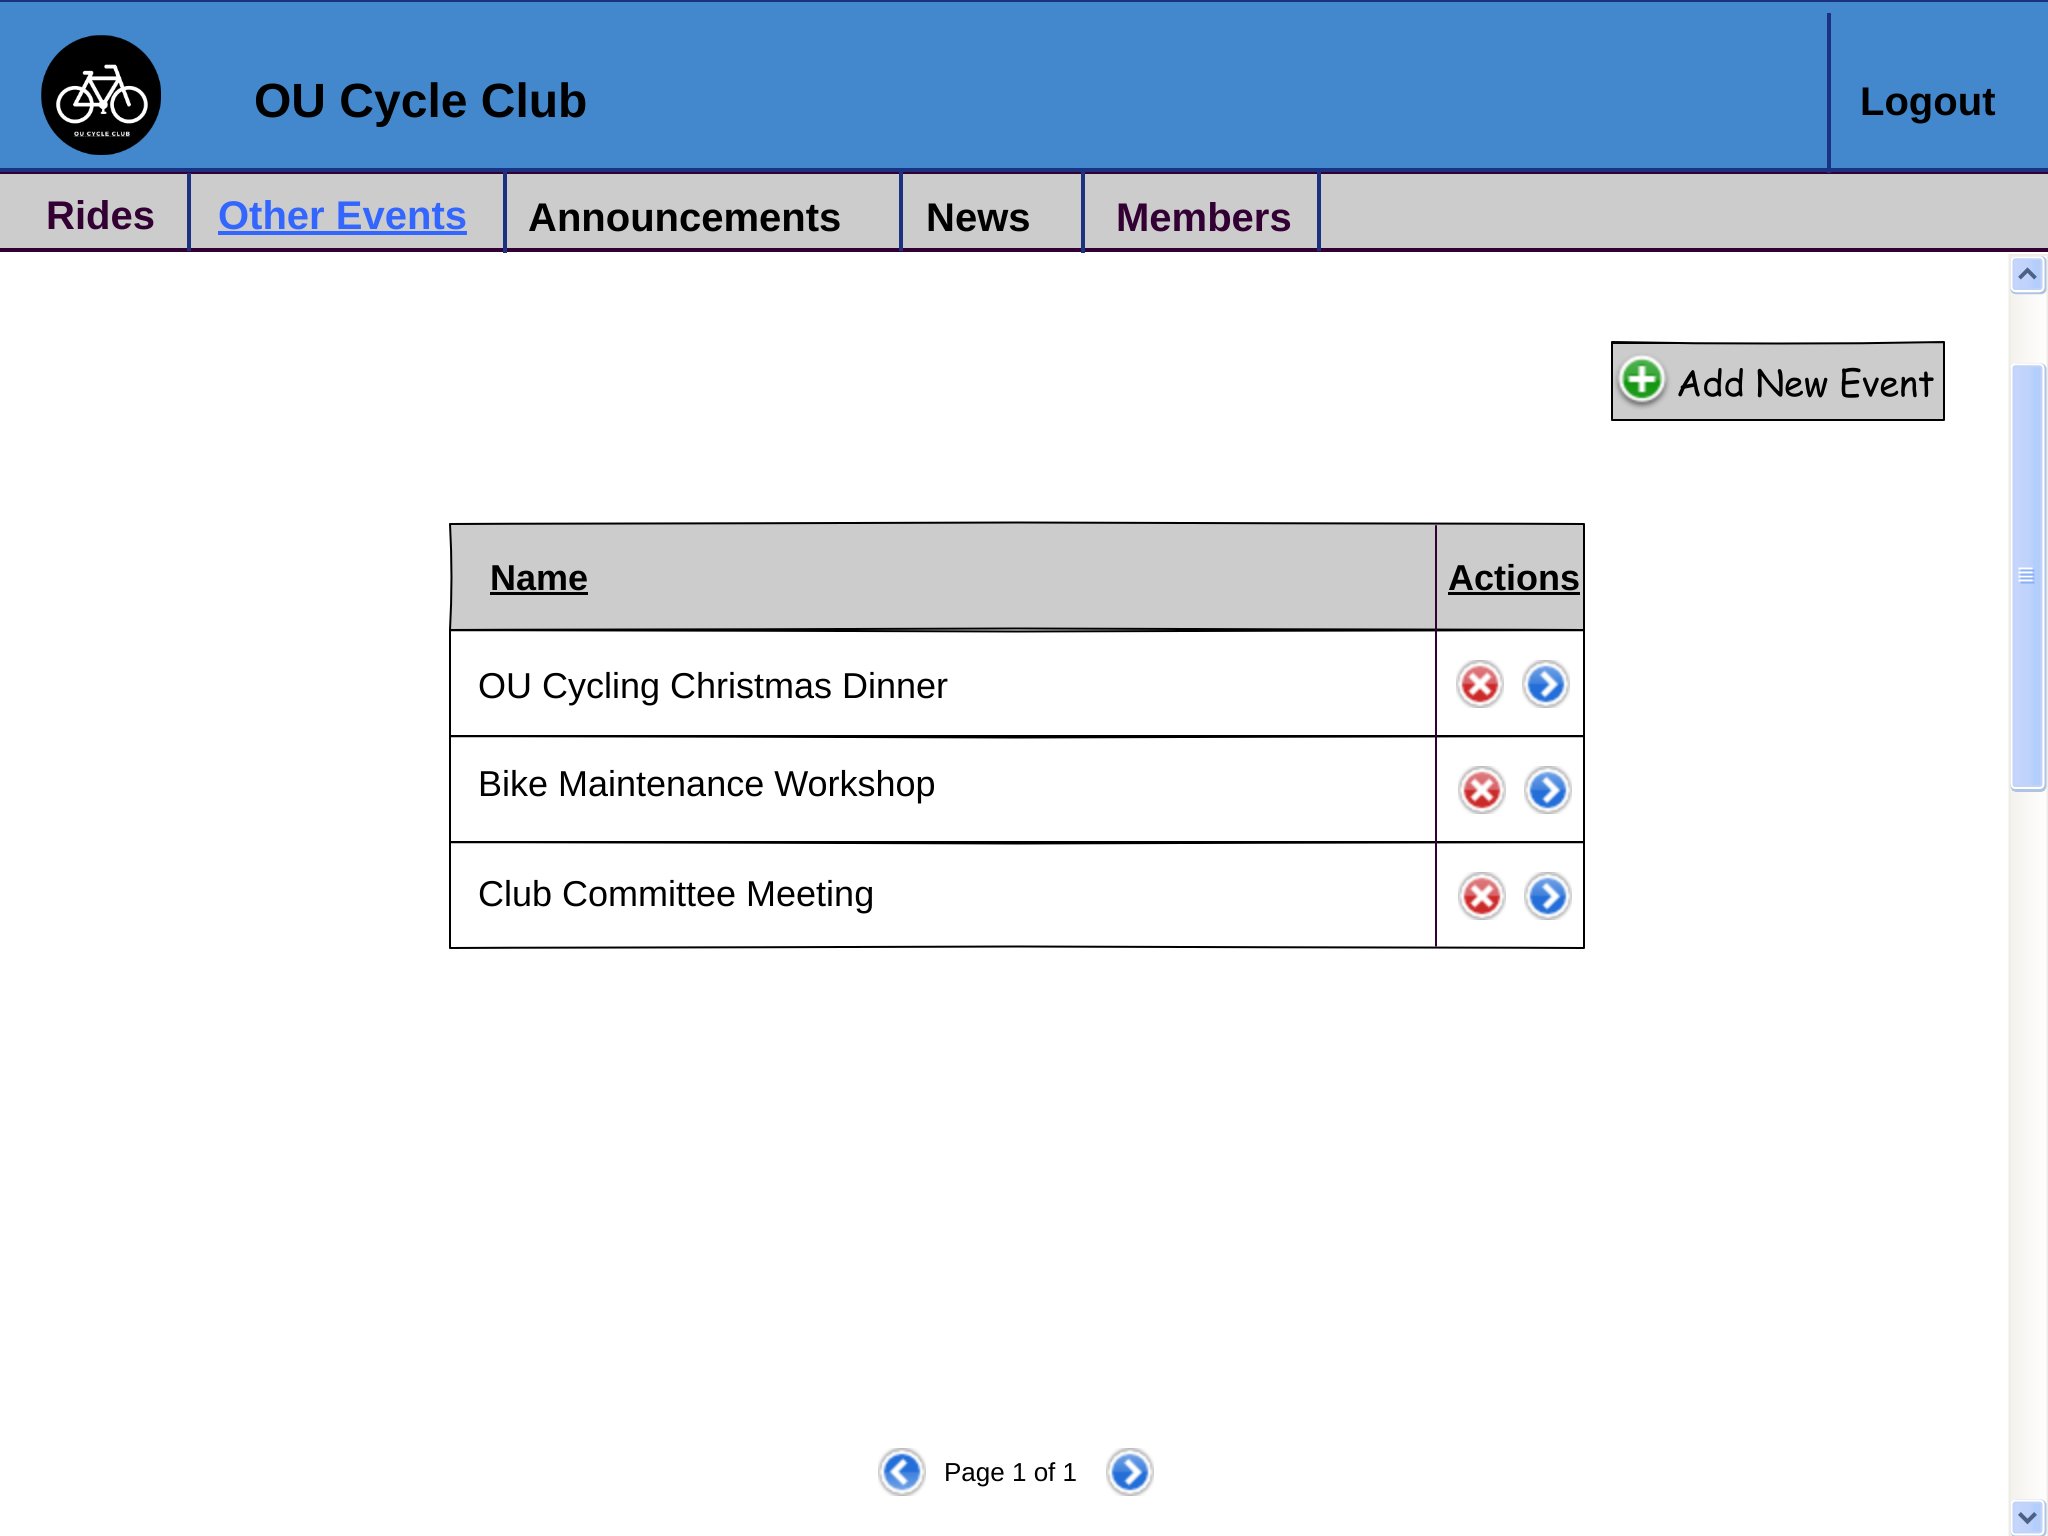 OU CYCLE CLUB
OU Cycle Club
Logout
Rides
Other Events
Announcements
News
Members
Add New Event
Name
Actions
OU Cycling Christmas Dinner
Bike Maintenance Workshop
Club Committee Meeting
Page 1 of 1